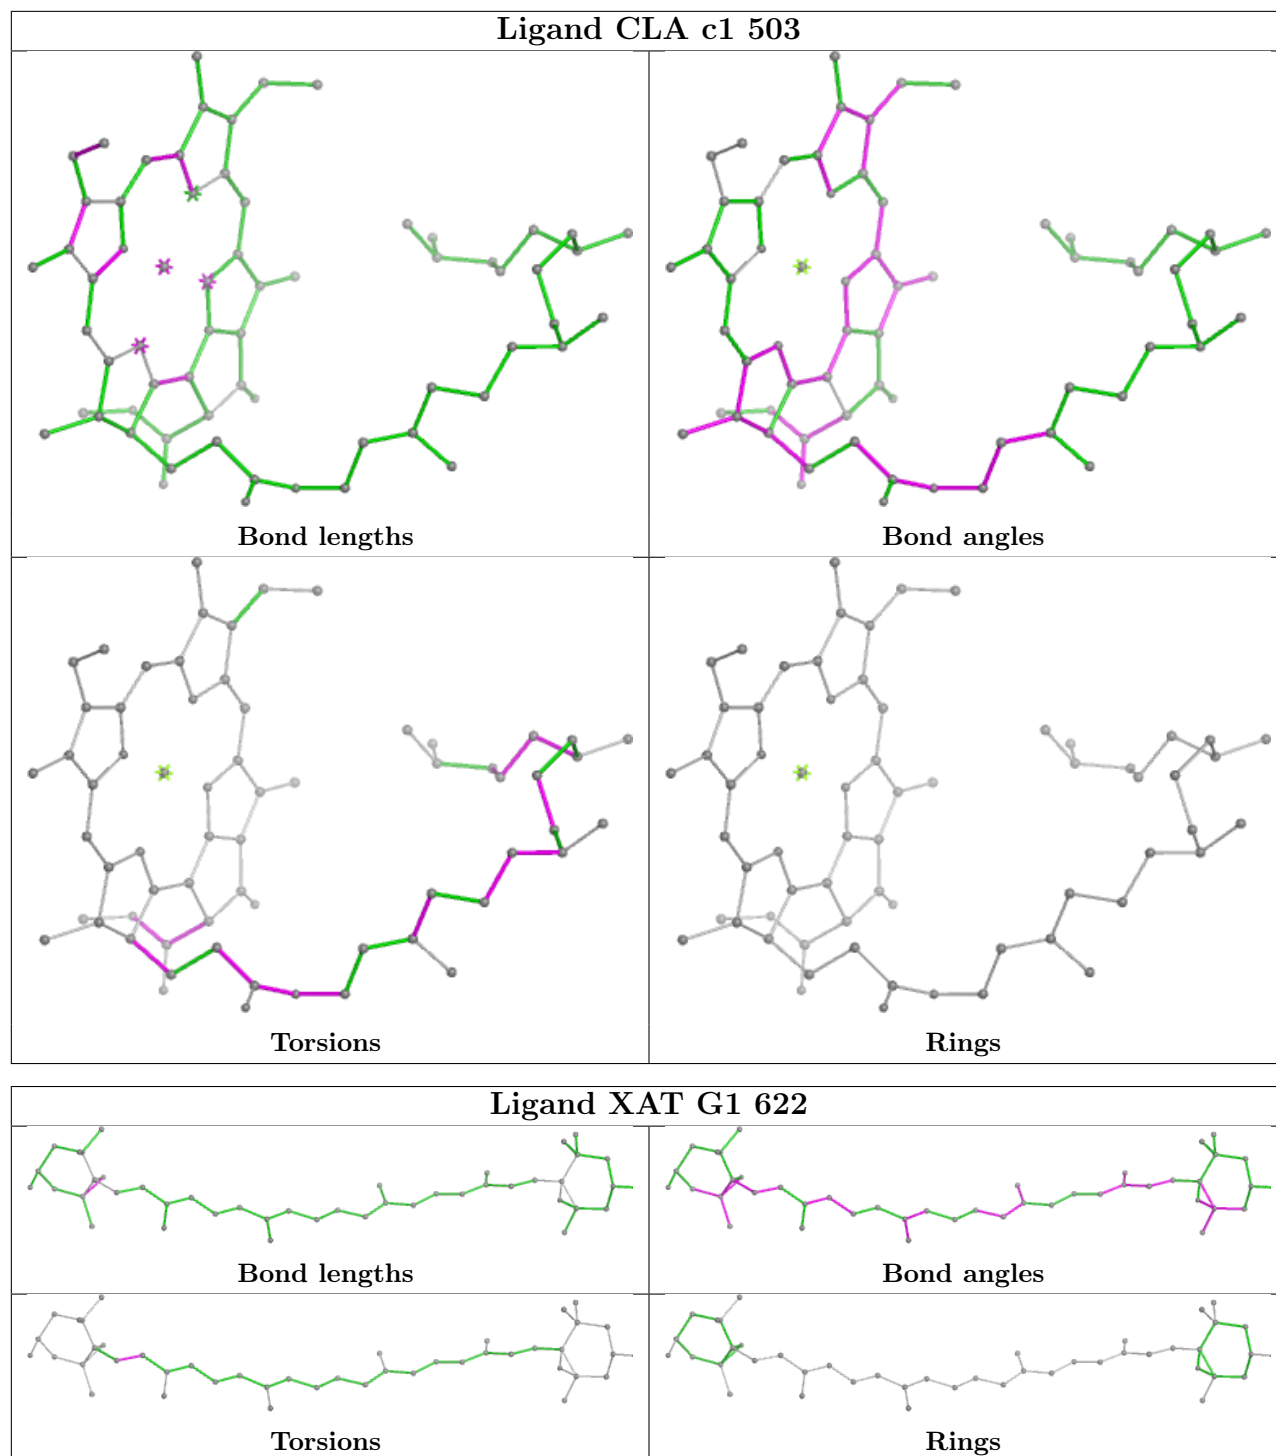 Ligand CLA c1 503
Bond lengths
Bond angles
Torsions
Rings
Ligand XAT G1 622
Bond lengths
Bond angles
Torsions
Rings